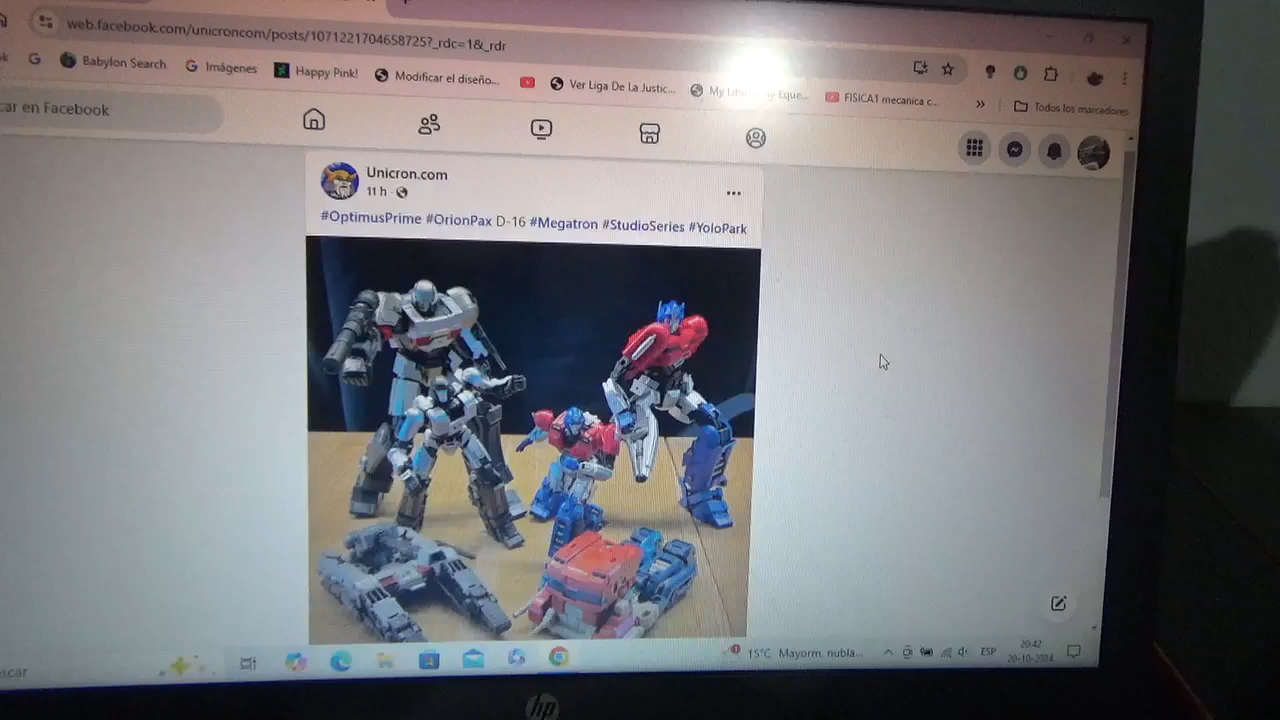 web.facebook.com/unicroncom/posts/1071221704658725?_rdc=1&_rdr
G Babylon Search G Imágenes Happy Pink! Modificar el diseño... Ver Liga De La Justic... FISICA1 mecanica c... » Todos los marcadores
car en Facebook
Unicron.com
11 h
#OptimusPrime #OrionPax D-16 #Megatron #StudioSeries #YoloPark
15°C Mayorm. nubla... ESP 20:42
20-10-2024
hp